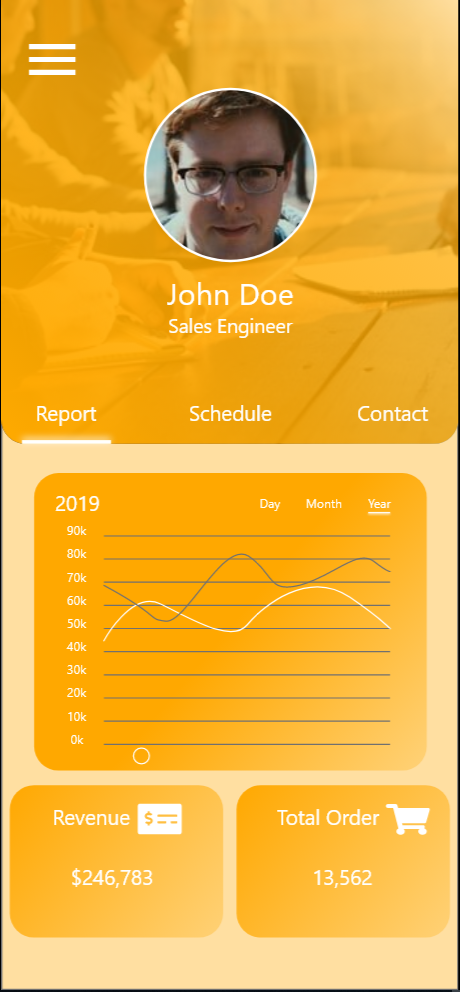 John Doe
Sales Engineer
Report Schedule Contact
2019 Day Month Year
90k
80k
70k
60k
50k
40k
30k
20k
10k
0k
Revenue $ Total Order
$246,783 13,562